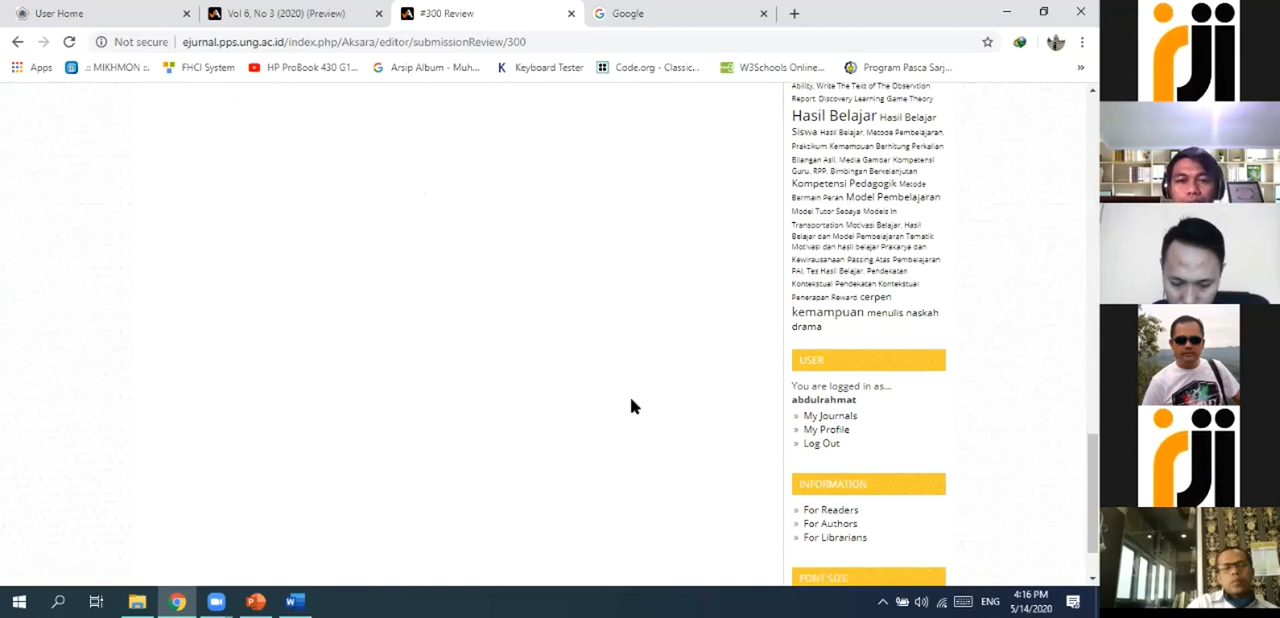 User Home
Vol 6, No 3 (2020) (Preview)
#300 Review
Google
Not secure
ejurnal.pps.ung.ac.id/index.php/Aksara/editor/submissionReview/300
Apps
.:: MIKHMON :..
FHCI System
HP ProBook 430 G1...
Arsip Album - Muh...
Keyboard Tester
Code.org - Classic...
W3Schools Online...
Program Pasca Sarj...
Ability, Write The Text of The Observtion
Report, Discovery Learning Game Theory
Hasil Belajar Hasil Belajar
Siswa Hasil Belajar, Metode Pembelajaran,
Praktikum Kemampuan Berhitung Perkalian
Bilangan Asli, Media Gambar Kompetensi
Guru, RPP, Bimbingan Berkelanjutan
Kompetensi Pedagogik Metode
Bermain Peran Model Pembelajaran
Model Tutor Sebaya Models in
Transportation Motivasi Belajar, Hasil
Belajar dan Model Pembelajaran Tematik
Motivasi dan hasil belajar Prakarya dan
Kewirausahaan Passing Atas Pembelajaran
PAI, Tes Hasil Belajar, Pendekatan
Kontekstual Pendekatan Kontekstual
Penerapan Reward cerpen
kemampuan menulis naskah
drama
USER
You are logged in as...
abdulrahmat
» My Journals
» My Profile
» Log Out
INFORMATION
» For Readers
» For Authors
» For Librarians
FONT SIZE
ENG
4:16 PM
5/14/2020